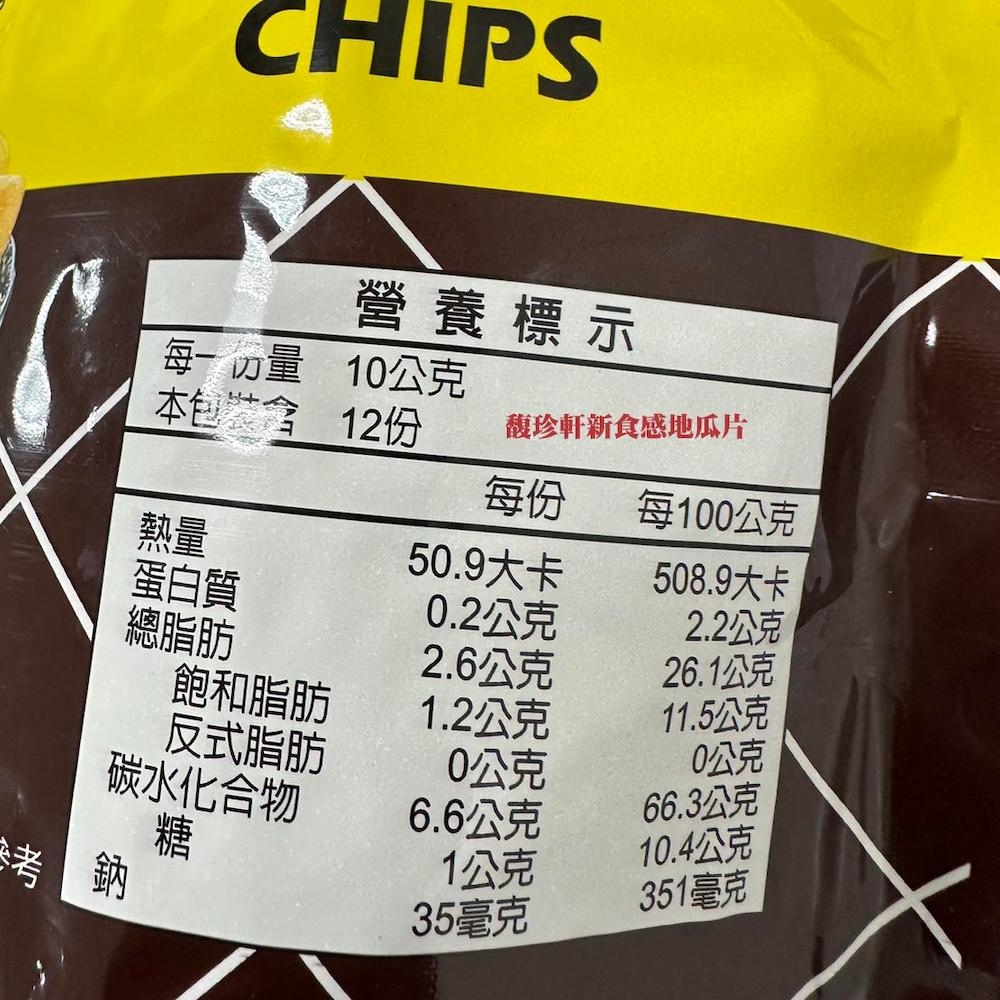 CHIPS
營養標示
每一份量 10公克
本包裝含 12份
馥珍軒新食感地瓜片
每份 每100公克
熱量 50.9大卡 508.9大卡
蛋白質 0.2公克 2.2公克
總脂肪 2.6公克 26.1公克
飽和脂肪 1.2公克 11.5公克
反式脂肪 0公克 0公克
碳水化合物 6.6公克 66.3公克
糖 1公克 10.4公克
鈉 35毫克 351毫克
參考